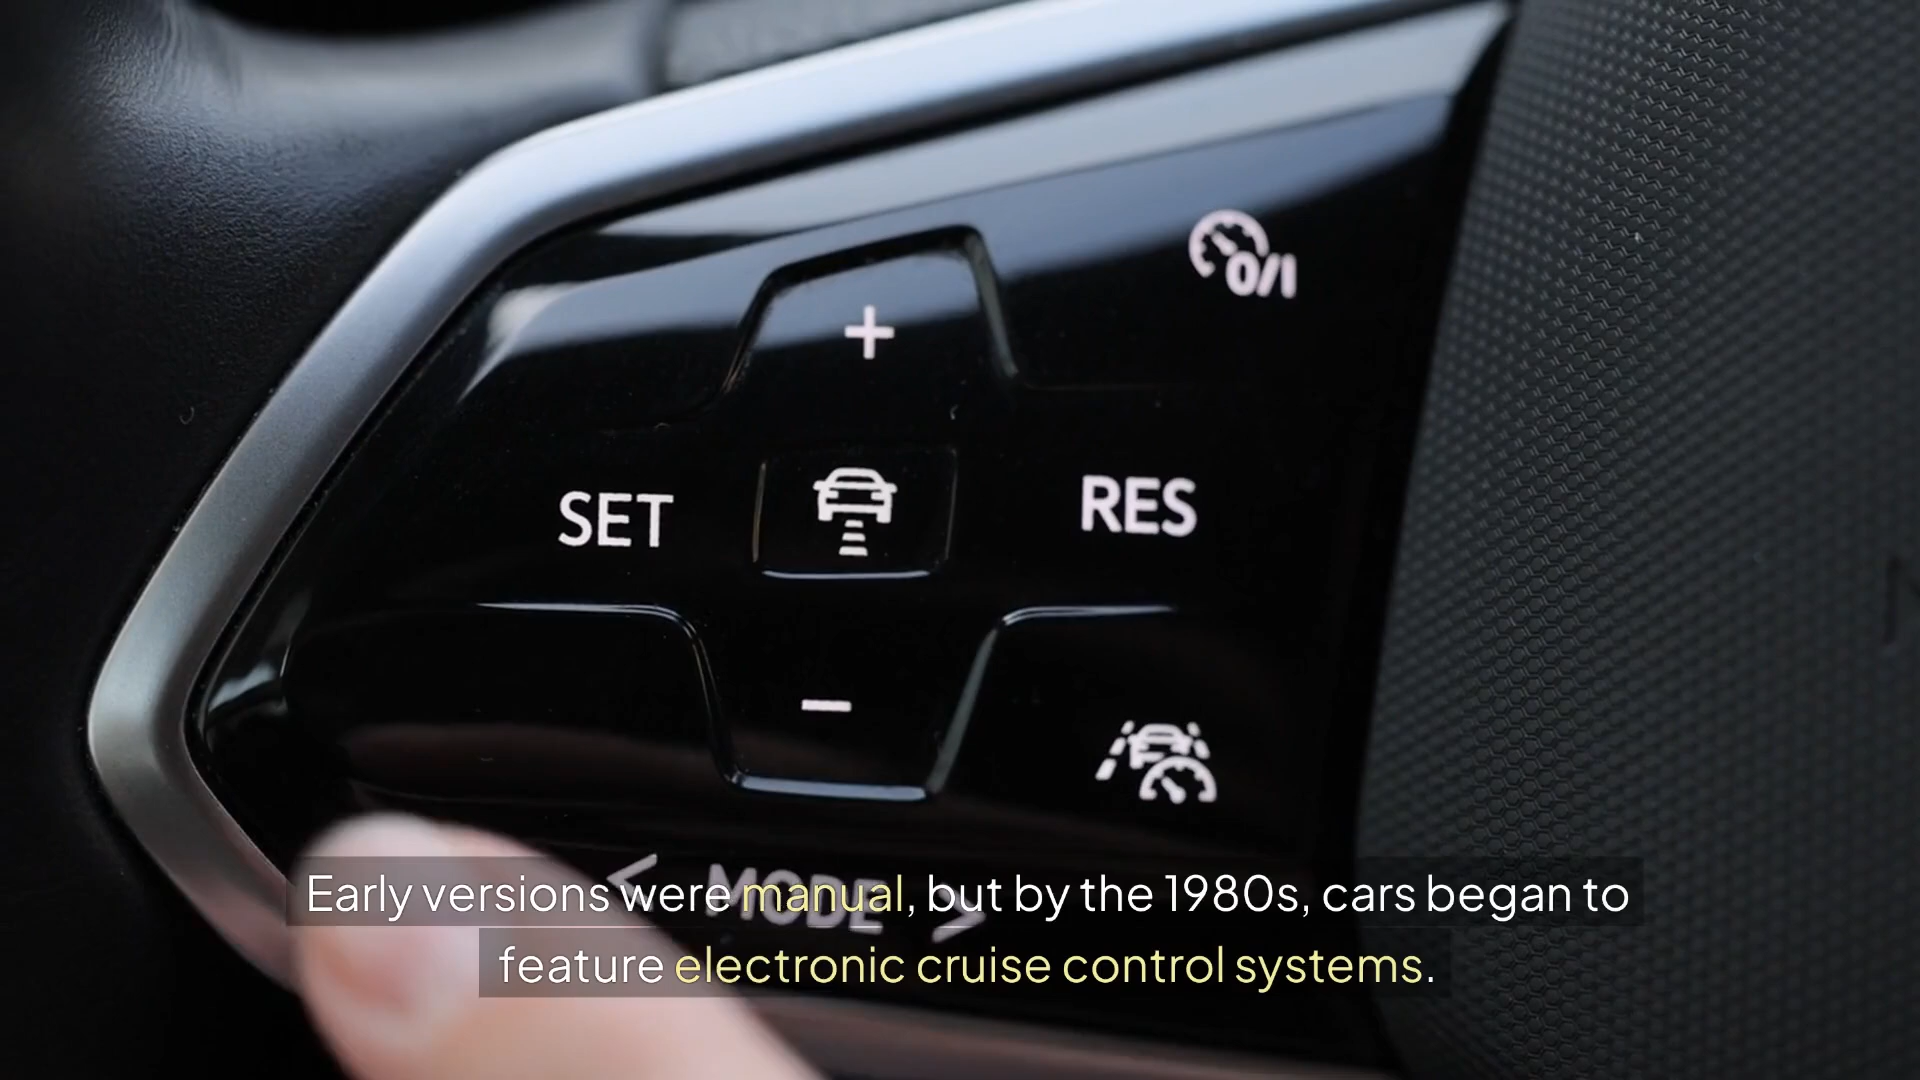 +
0/I
SET
RES
–
< MODE >
Early versions were manual, but by the 1980s, cars began to
feature electronic cruise control systems.